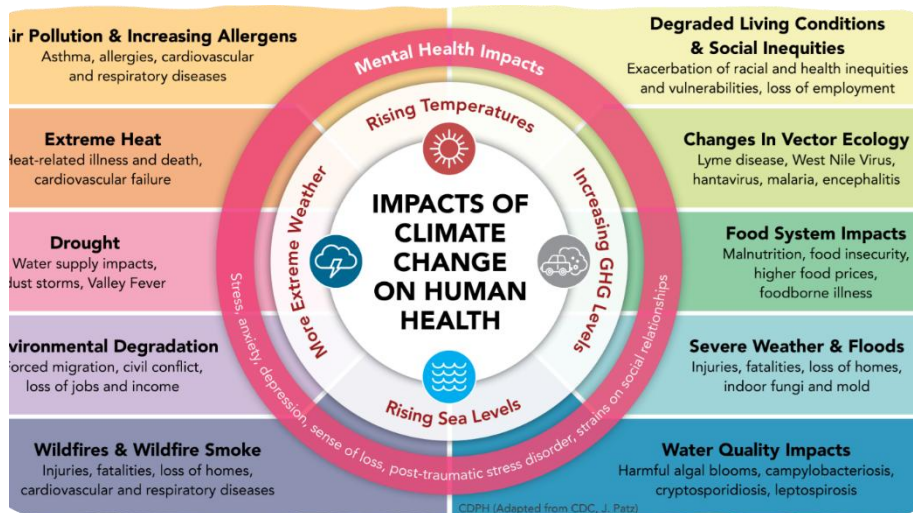 ir Pollution & Increasing Allergens
Asthma, allergies, cardiovascular
and respiratory diseases
Extreme Heat
Heat-related illness and death,
cardiovascular failure
Drought
Water supply impacts,
dust storms, Valley Fever
vironmental Degradation
Forced migration, civil conflict,
loss of jobs and income
Wildfires & Wildfire Smoke
Injuries, fatalities, loss of homes,
cardiovascular and respiratory diseases
Mental Health Impacts
Rising Temperatures
More Extreme Weather
IMPACTS OF
CLIMATE
CHANGE
ON HUMAN
HEALTH
Increasing GHG Levels
Rising Sea Levels
Stress, anxiety, depression, sense of loss, post-traumatic stress disorder, strains on social relationships
Degraded Living Conditions
& Social Inequities
Exacerbation of racial and health inequities
and vulnerabilities, loss of employment
Changes In Vector Ecology
Lyme disease, West Nile Virus,
hantavirus, malaria, encephalitis
Food System Impacts
Malnutrition, food insecurity,
higher food prices,
foodborne illness
Severe Weather & Floods
Injuries, fatalities, loss of homes,
indoor fungi and mold
Water Quality Impacts
Harmful algal blooms, campylobacteriosis,
cryptosporidiosis, leptospirosis
CDPH (Adapted from CDC, J. Patz)